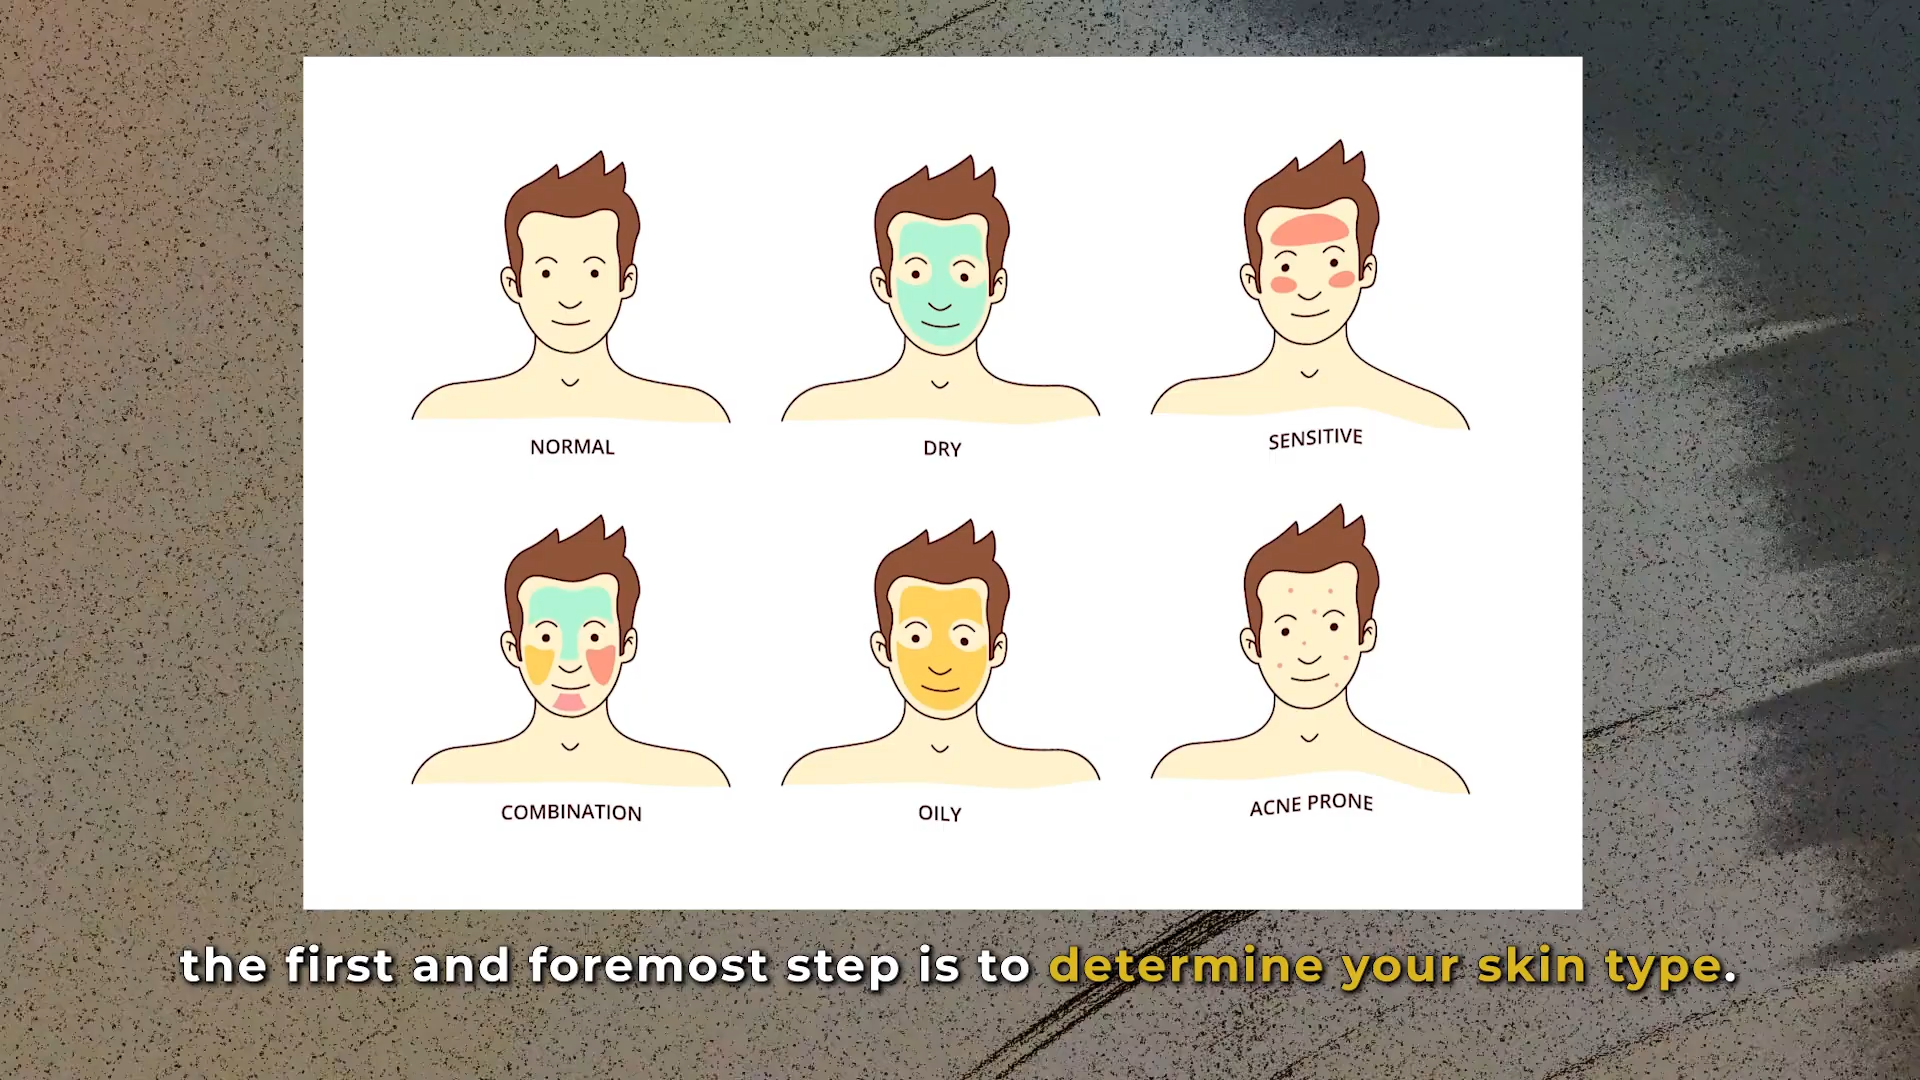 NORMAL
DRY
SENSITIVE
COMBINATION
OILY
ACNE PRONE
the first and foremost step is to determine your skin type.